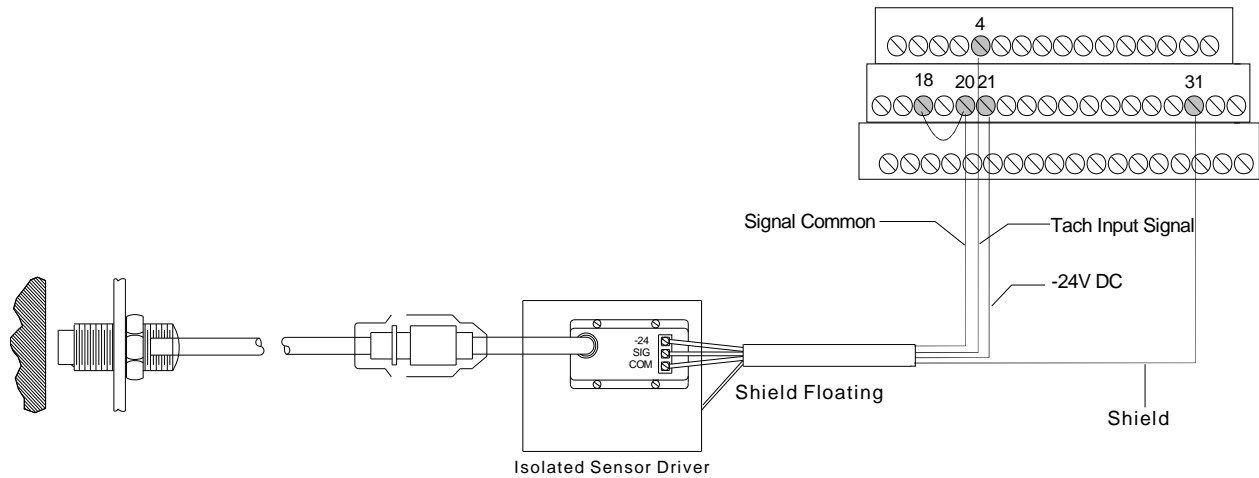 4
18 20 21 31
Signal Common
Tach Input Signal
-24V DC
-24
SIG
COM
Shield Floating
Shield
Isolated Sensor Driver